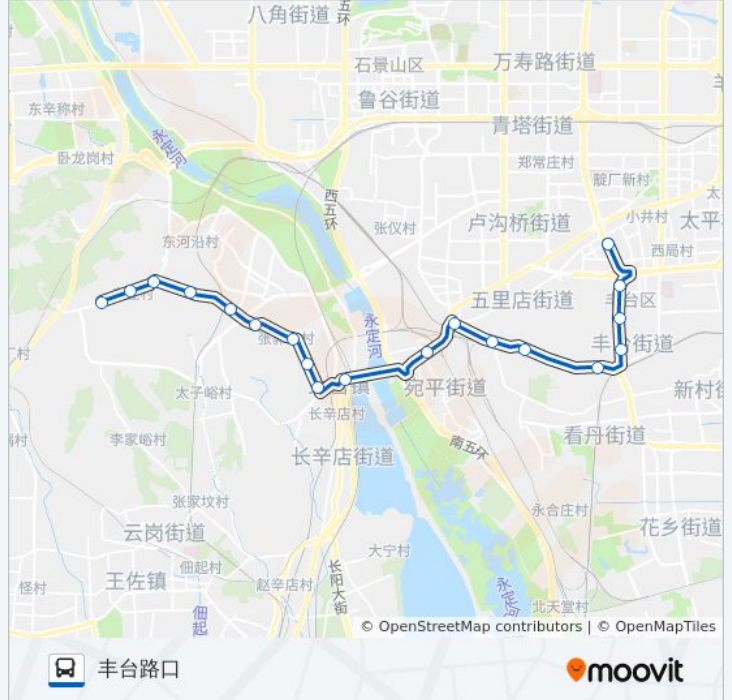 八角街道
五环
石景山区
万寿路街道
鲁谷街道
东辛称村
青塔街道
永定河
卧龙岗村
郑常庄村
靛厂新村
西五环
小井村
太平
卢沟桥街道
张仪村
东河沿村
西局村
五里店街道
丰台区
永定河
丰台街道
宛平街道
太子峪村
新村街
长辛店村
李家峪村
看丹街道
南五环
长辛店街道
张家坟村
永合庄村
云岗街道
花乡街道
大宁村
佃起村
王佐镇
怪村
赵辛店村
长阳大街
永定河
北天堂村
佃起
© OpenStreetMap contributors | © OpenMapTiles
丰台路口
moovit